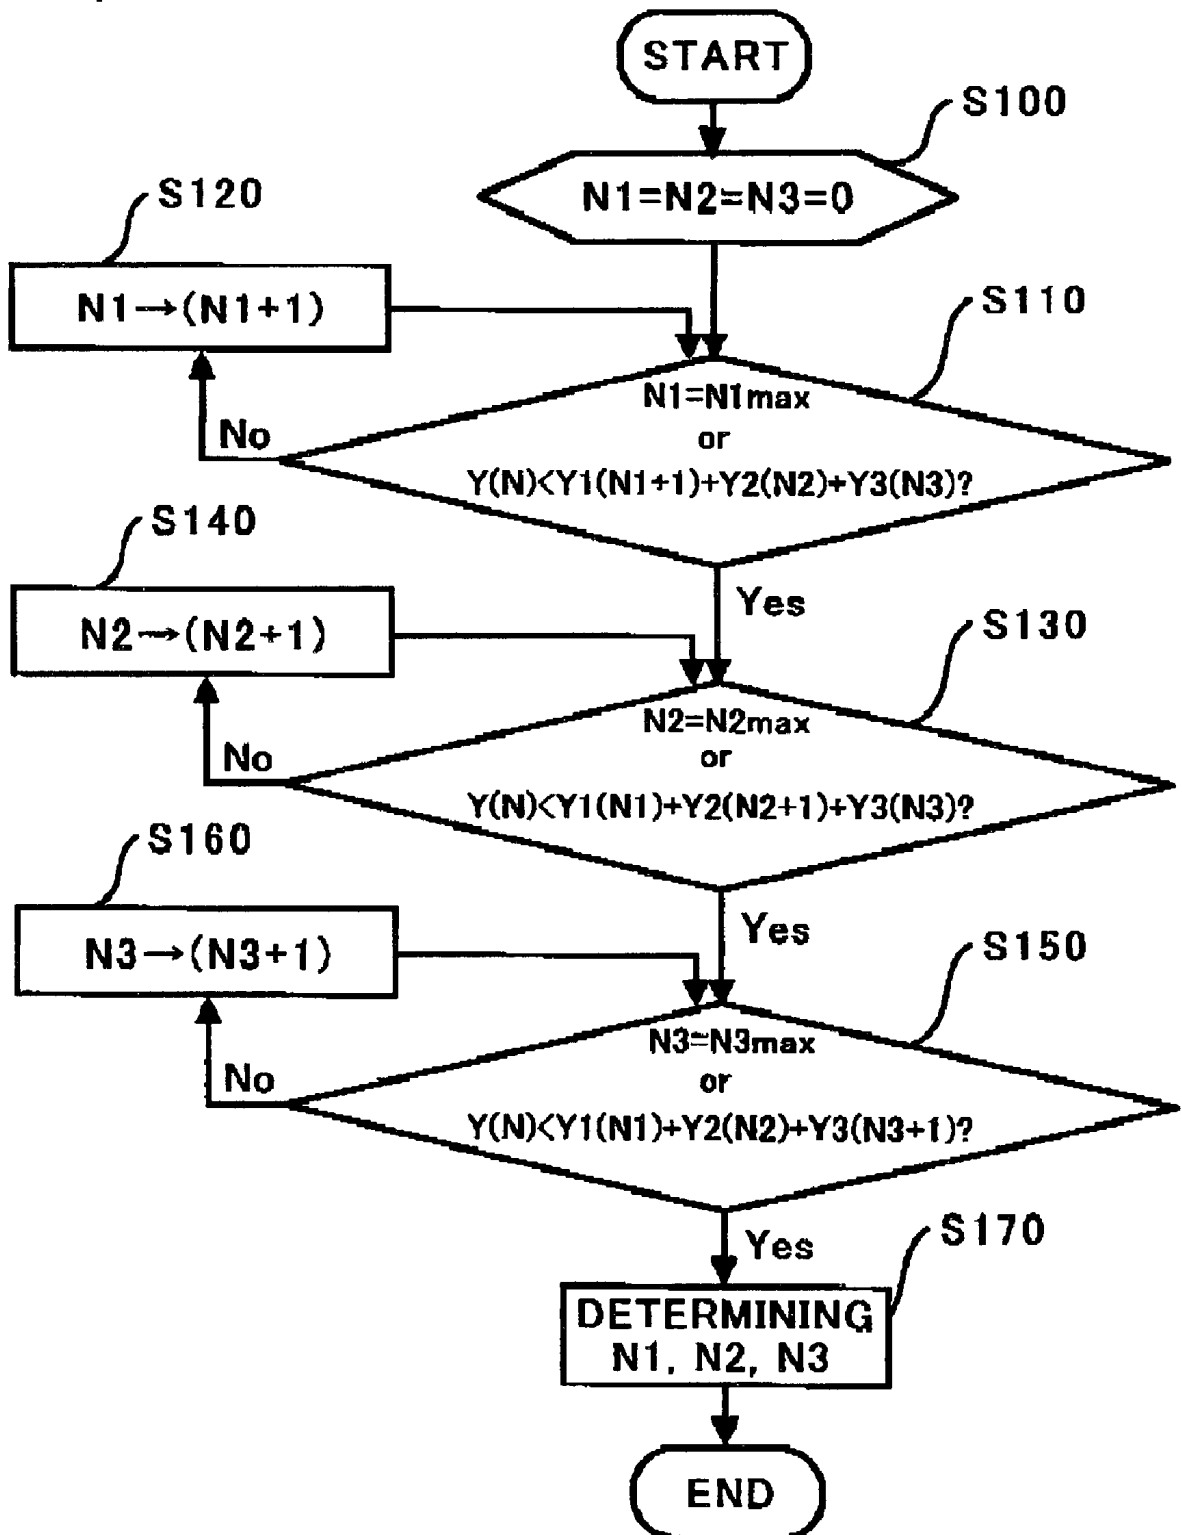 START
S100
N1=N2=N3=0
S120
N1→(N1+1)
S110
N1=N1max
or
Y(N)<Y1(N1+1)+Y2(N2)+Y3(N3)?
No
Yes
S140
N2→(N2+1)
S130
N2=N2max
or
Y(N)<Y1(N1)+Y2(N2+1)+Y3(N3)?
No
Yes
S160
N3→(N3+1)
S150
N3=N3max
or
Y(N)<Y1(N1)+Y2(N2)+Y3(N3+1)?
No
Yes
S170
DETERMINING
N1, N2, N3
END